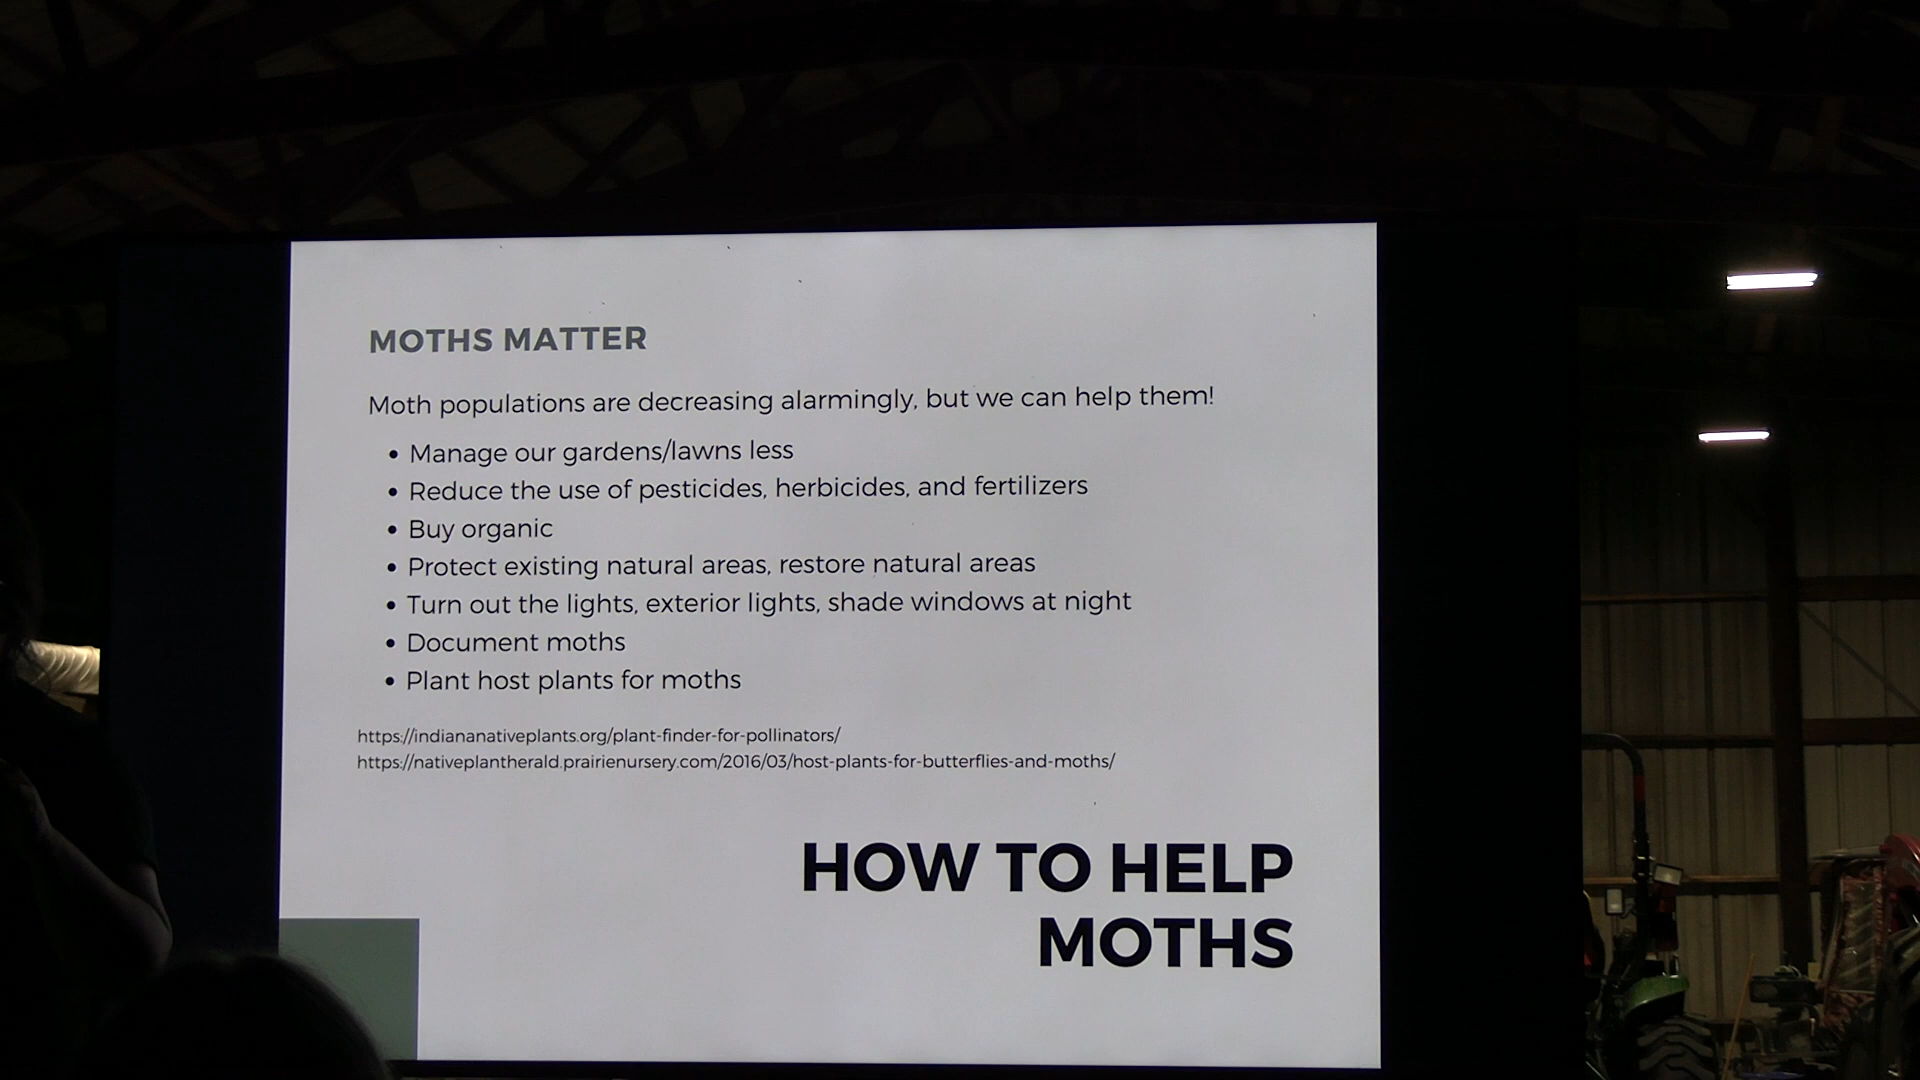 MOTHS MATTER
Moth populations are decreasing alarmingly, but we can help them!
• Manage our gardens/lawns less
• Reduce the use of pesticides, herbicides, and fertilizers
• Buy organic
• Protect existing natural areas, restore natural areas
• Turn out the lights, exterior lights, shade windows at night
• Document moths
• Plant host plants for moths
https://indiananativeplants.org/plant-finder-for-pollinators/
https://nativeplantherald.prairienursery.com/2016/03/host-plants-for-butterflies-and-moths/
HOW TO HELP
MOTHS